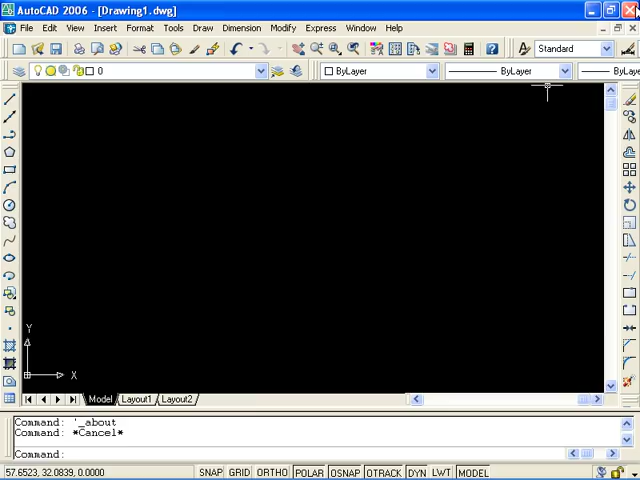 AutoCAD 2006 - [Drawing1.dwg]
File Edit View Insert Format Tools Draw Dimension Modify Express Window Help
Standard
0 ByLayer ByLayer ByLaye
Y
X
Model Layout1 Layout2
Command: '_about
Command: *Cancel*
Command:
57.6523, 32.0839, 0.0000 SNAP GRID ORTHO POLAR OSNAP OTRACK DYN LWT MODEL